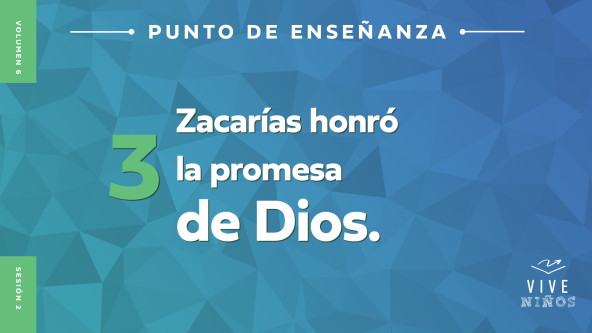 PUNTO DE ENSEÑANZA
VOLUMEN 6
3
Zacarías honró
la promesa
de Dios.
SESIÓN 2
VIVE
NIÑOS